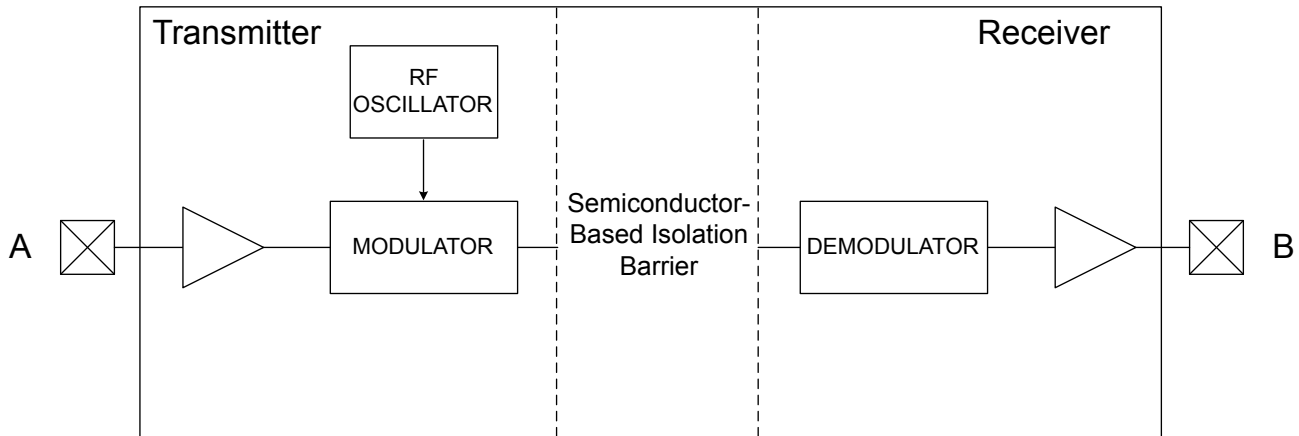 Transmitter
Receiver
RF
OSCILLATOR
A
MODULATOR
Semiconductor-
Based Isolation
Barrier
DEMODULATOR
B